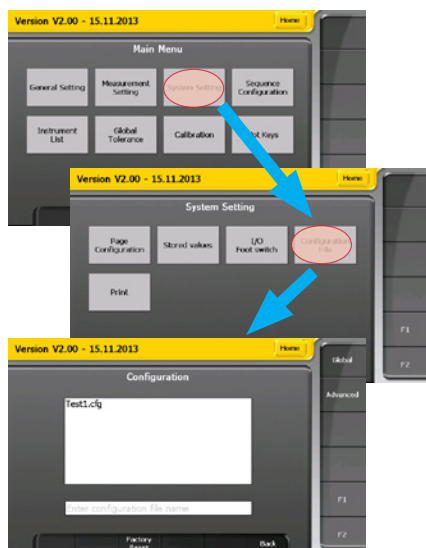 Version V2.00 - 15.11.2013 Home
Main Menu
General Setting Measurement Setting System Setting Sequence Configuration
Instrument List Global Tolerance Calibration Hot Keys
Version V2.00 - 15.11.2013 Home
System Setting
Page Configuration Stored values I/O Foot switch Configuration File
Print
F1
F2
Version V2.00 - 15.11.2013 Home
Global
Configuration
Advanced
Test1.cfg
Enter configuration file name
F1
Factory Reset Back
F2